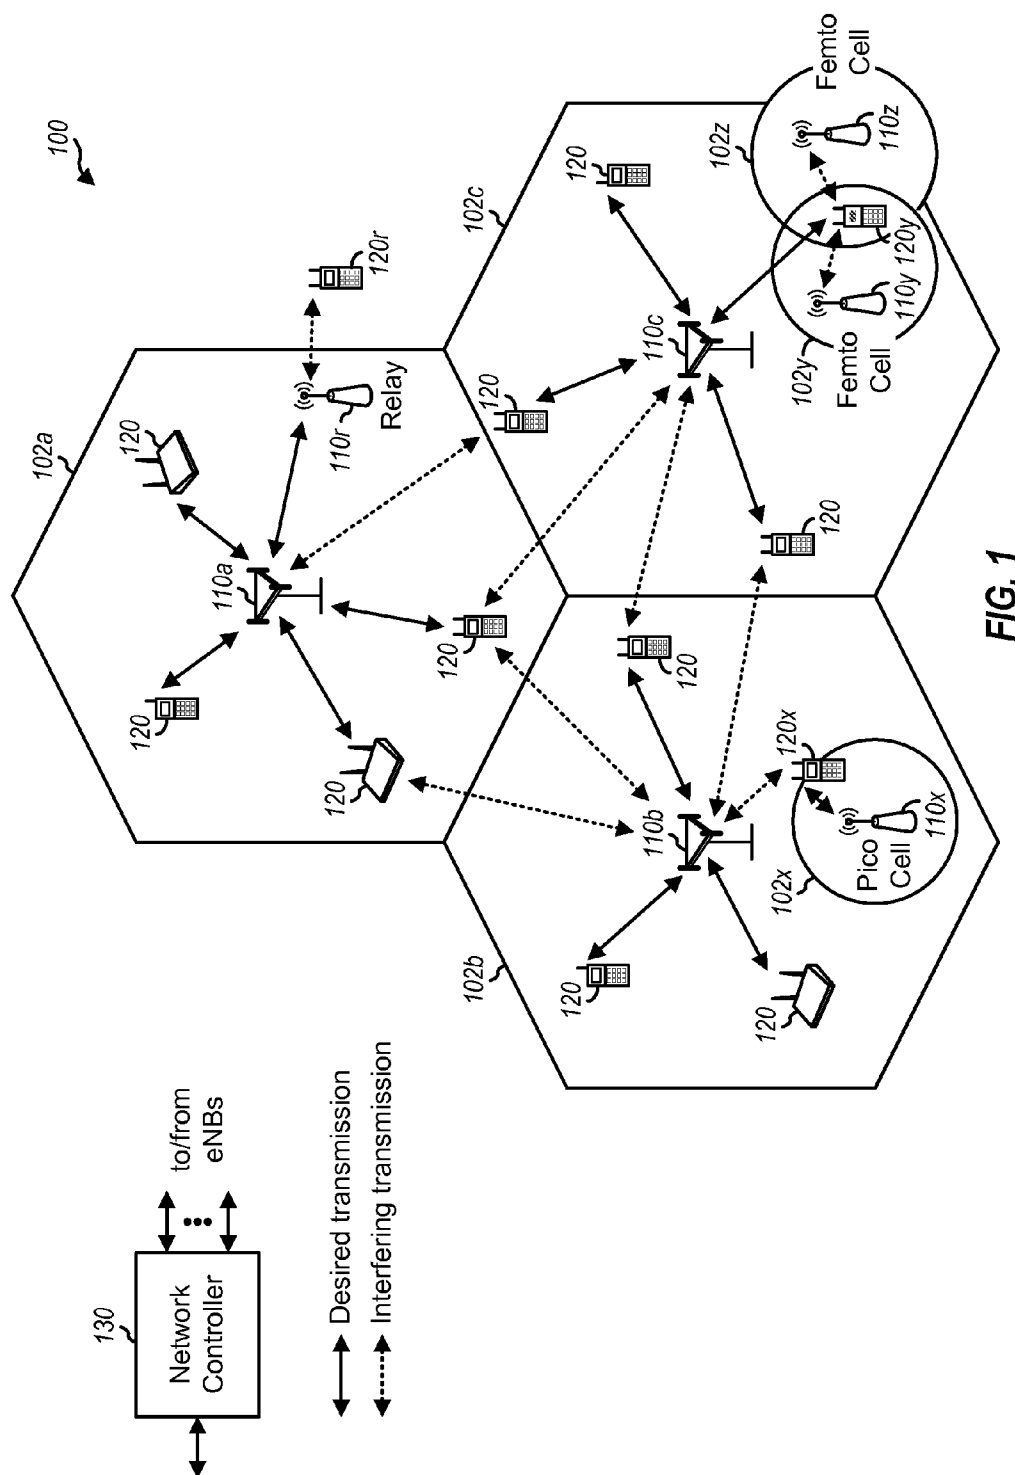 100
102a
130
120
120
Network
Controller
to/from
eNBs
110a
Desired transmission
Interfering transmission
120
110r
120r
Relay
120
102b
102c
120
120
120
110b
110c
120
102z
120
102x
120x
102y
120
Femto
Cell
Pico
Cell
Femto
Cell
110z
110y
120y
110x
FIG. 1